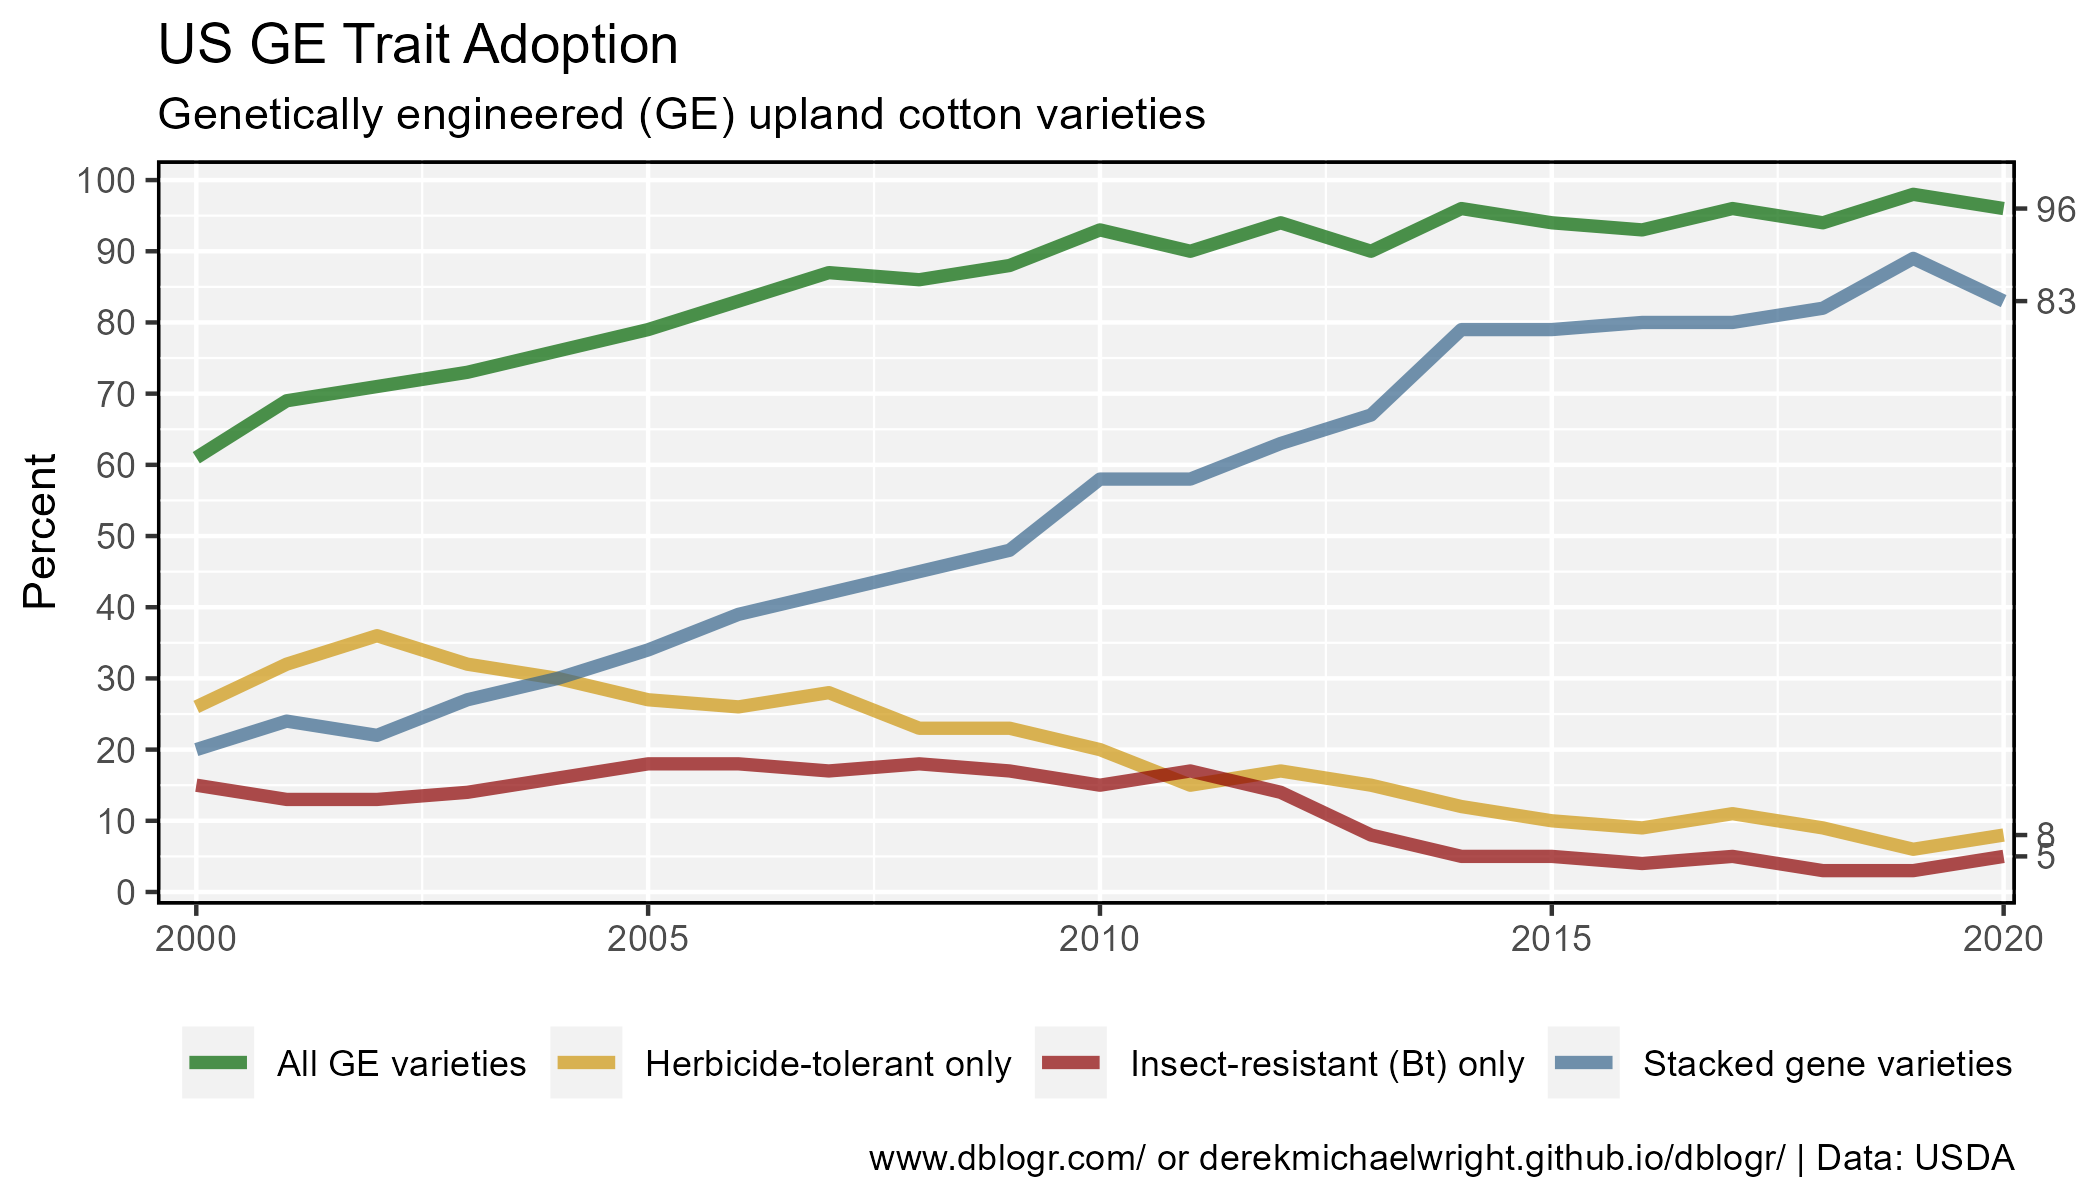 US GE Trait Adoption
Genetically engineered (GE) upland cotton varieties
Percent
100
90
80
70
60
50
40
30
20
10
0
96
83
8
5
2000 2005 2010 2015 2020
All GE varieties Herbicide-tolerant only Insect-resistant (Bt) only Stacked gene varieties
www.dblogr.com/ or derekmichaelwright.github.io/dblogr/ | Data: USDA